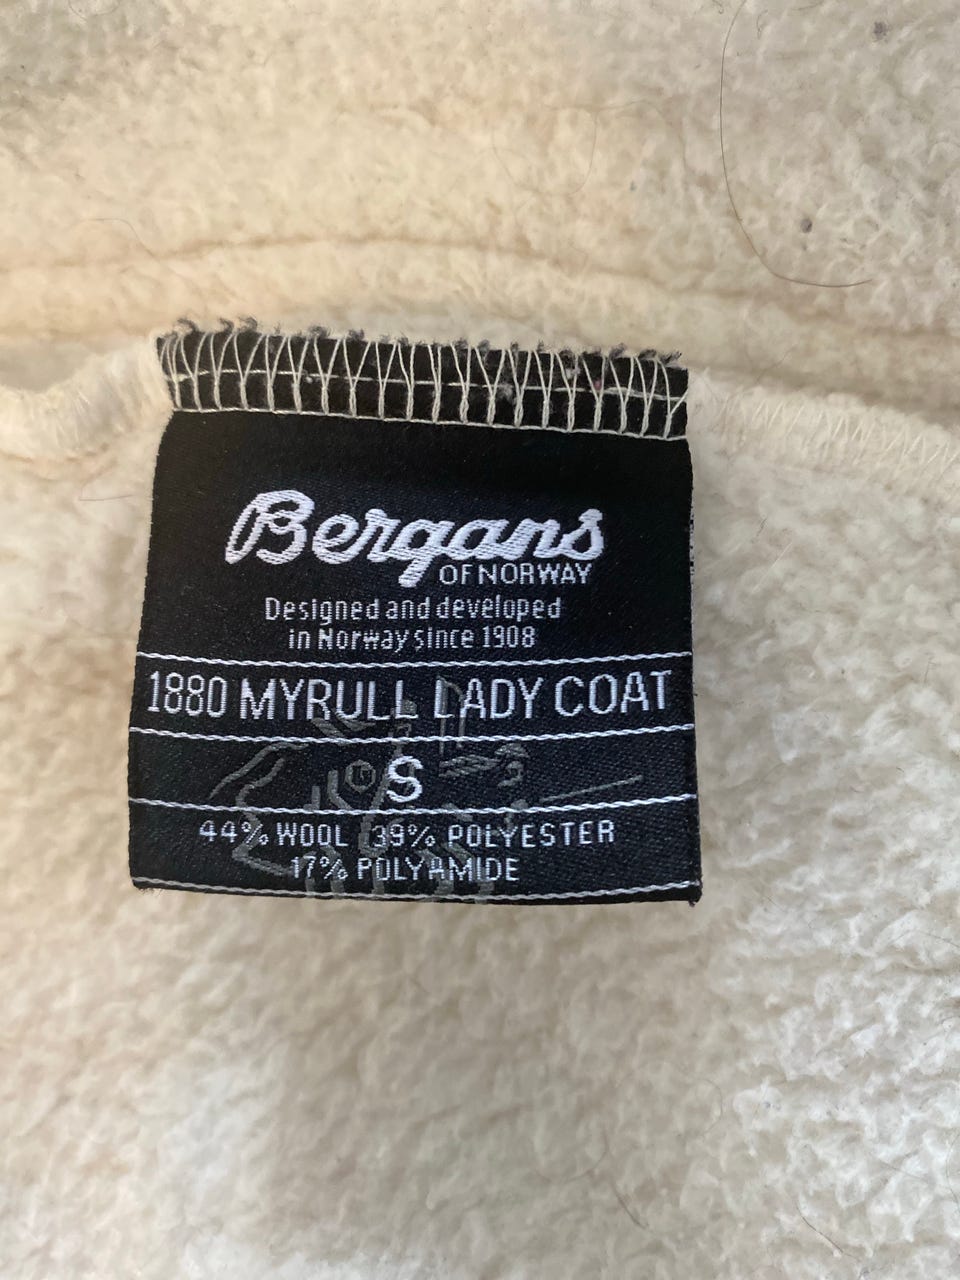 Bergans
OF NORWAY
Designed and developed
in Norway since 1908
1880 MYRULL LADY COAT
S
44% WOOL 39% POLYESTER
17% POLYAMIDE